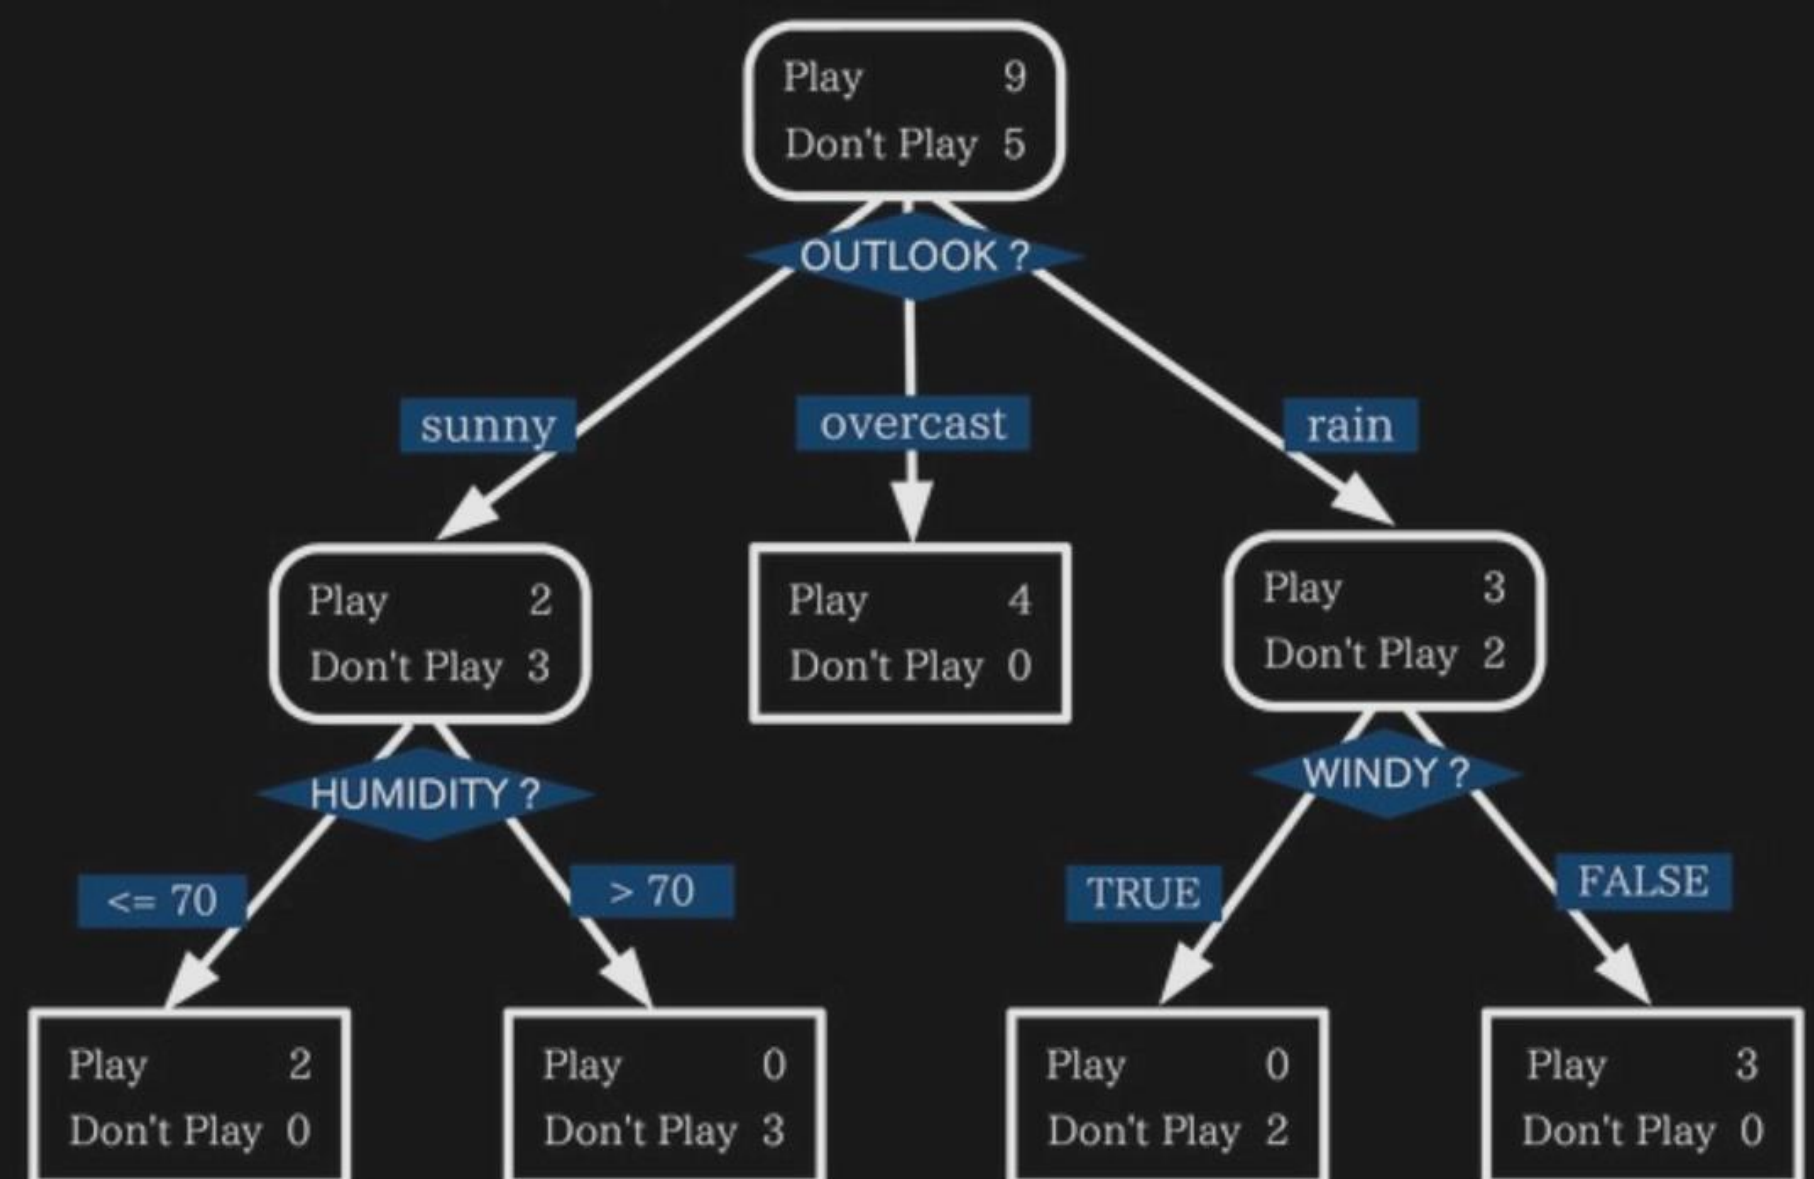 Play 9
Don't Play 5
OUTLOOK ?
sunny
overcast
rain
Play 2
Don't Play 3
Play 4
Don't Play 0
Play 3
Don't Play 2
HUMIDITY ?
WINDY ?
<= 70
> 70
TRUE
FALSE
Play 2
Don't Play 0
Play 0
Don't Play 3
Play 0
Don't Play 2
Play 3
Don't Play 0